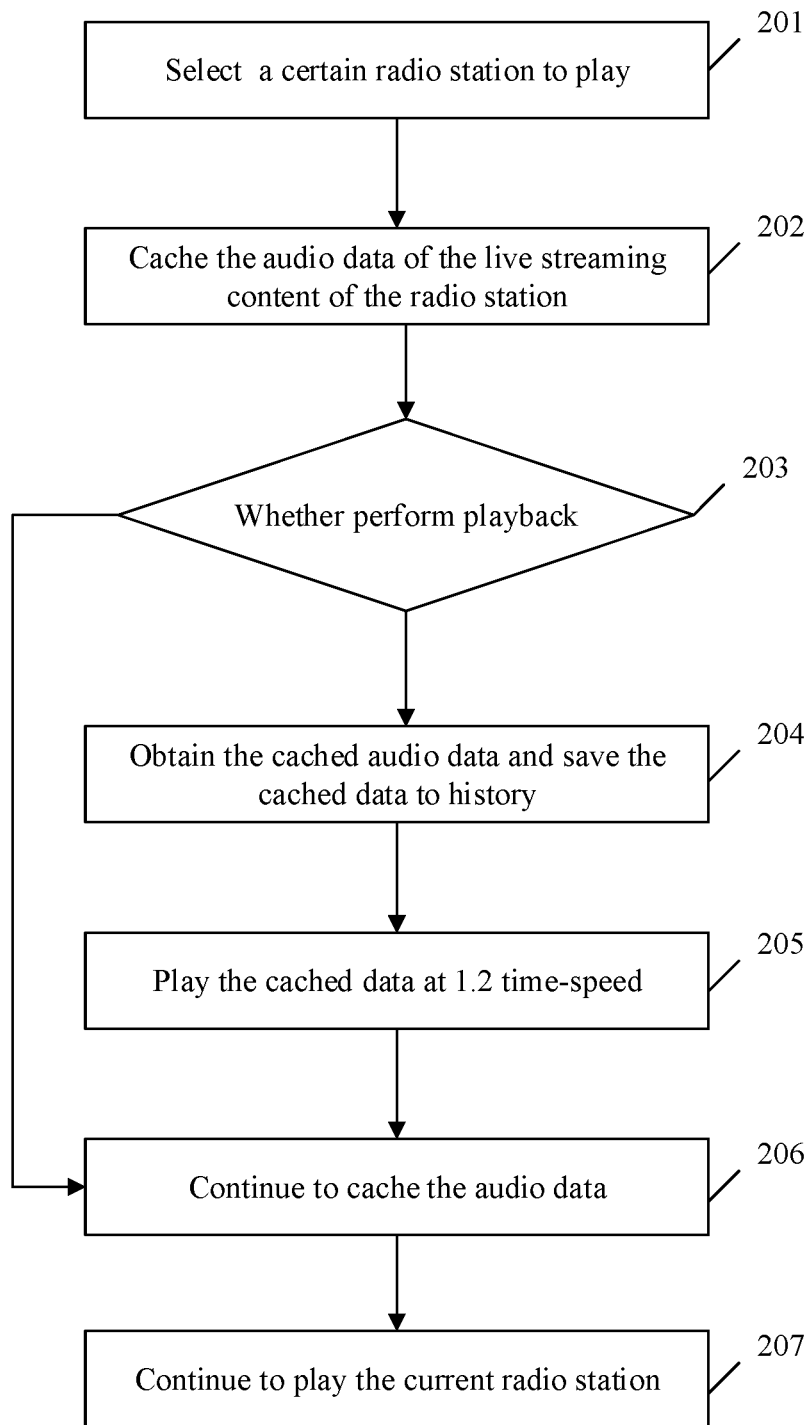 201
Select a certain radio station to play
202
Cache the audio data of the live streaming
content of the radio station
203
Whether perform playback
204
Obtain the cached audio data and save the
cached data to history
205
Play the cached data at 1.2 time-speed
206
Continue to cache the audio data
207
Continue to play the current radio station